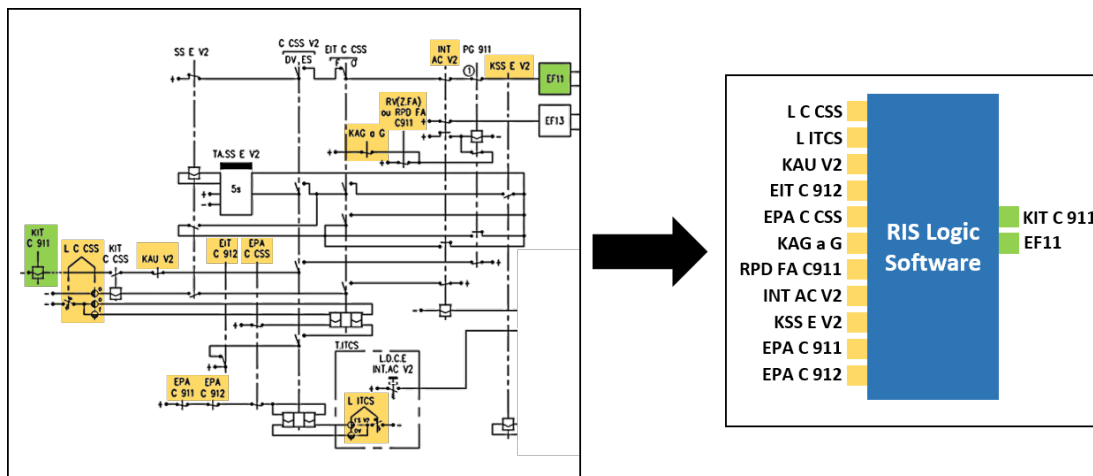 C CSS V2
EIT C CSS
SS E V2
DV ES
F O
INT
AC V2
PG 911
KSS E V2
1
EF11
RV(Z.FA)
ou RPD FA
C911
EF13
KAG a G
TA.SS E V2
5s
KIT
C 911
L C CSS
KIT
C CSS
KAU V2
EIT
C 912
EPA
C CSS
T.ITCS
L.D.C.E
INT.AC V2
EPA
C 911
EPA
C 912
L ITCS
DV
L C CSS
L ITCS
KAU V2
EIT C 912
EPA C CSS
KAG a G
RPD FA C911
INT AC V2
KSS E V2
EPA C 911
EPA C 912
RIS Logic
Software
KIT C 911
EF11